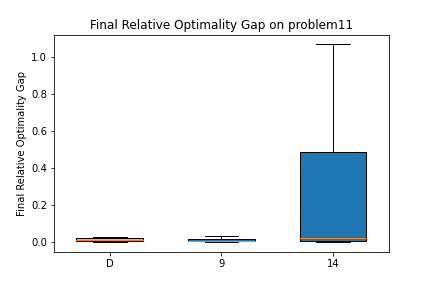 Final Relative Optimality Gap on problem11
Final Relative Optimality Gap
1.0
0.8
0.6
0.4
0.2
0.0
D 9 14